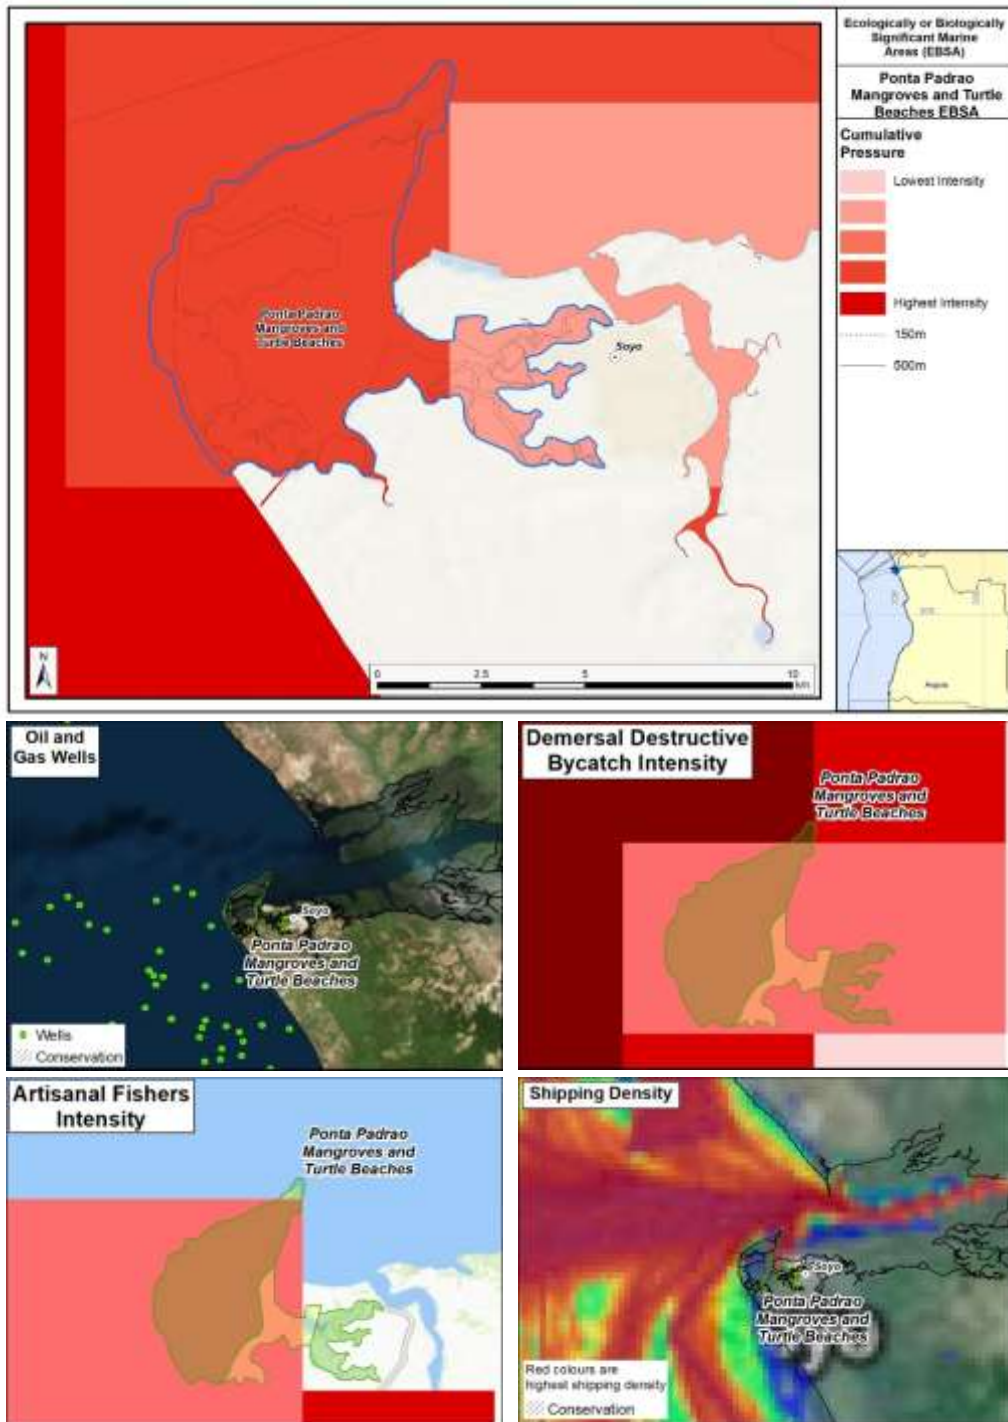 Ecologically or Biologically
Significant Marine
Areas (EBSA)
Ponta Padrao
Mangroves and Turtle
Beaches EBSA
Cumulative
Pressure
Lowest Intensity
Highest Intensity
150m
500m
Ponta Padrao
Mangroves and
Turtle Beaches
Soyo
N
0
2.5
5
10
km
Angola
Oil and
Gas Wells
Soyo
Ponta Padrao
Mangroves and
Turtle Beaches
Wells
Conservation
Demersal Destructive
Bycatch Intensity
Ponta Padrao
Mangroves and
Turtle Beaches
Artisanal Fishers
Intensity
Ponta Padrao
Mangroves and
Turtle Beaches
Shipping Density
Soyo
Ponta Padrao
Mangroves and
Turtle Beaches
Red colours are
highest shipping density
Conservation